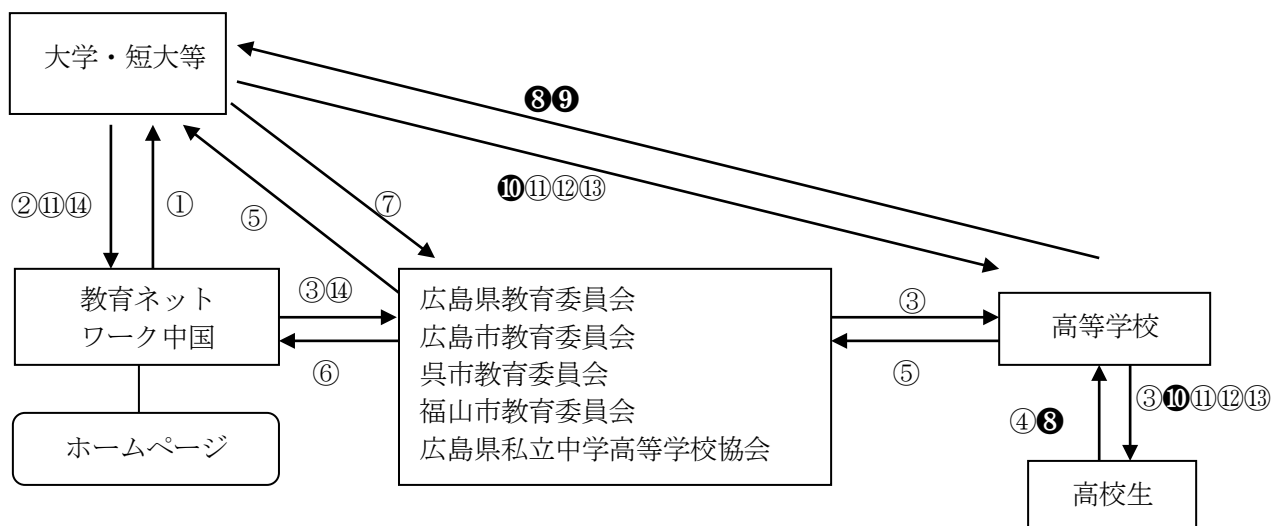 大学・短大等
❽❾
❿⑪⑫⑬
②⑪⑭
①
⑤
⑦
教育ネット
ワーク中国
③⑭
⑥
広島県教育委員会
広島市教育委員会
呉市教育委員会
福山市教育委員会
広島県私立中学高等学校協会
③
⑤
高等学校
③❿⑪⑫⑬
④❽
ホームページ
高校生